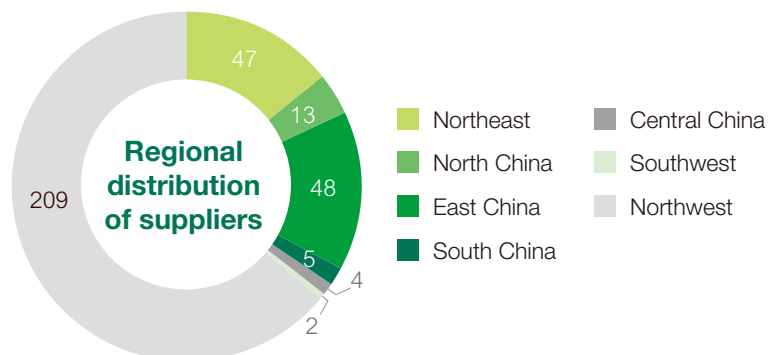 47
13
Regional
distribution
of suppliers
209
48
5
4
2
Northeast
North China
East China
South China
Central China
Southwest
Northwest